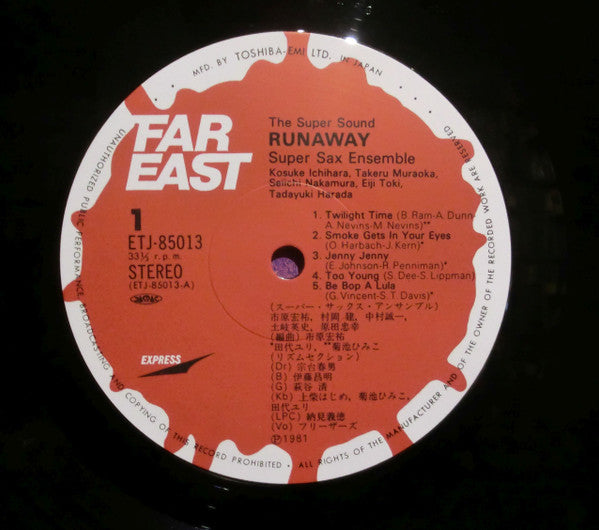 • MFD. BY TOSHIBA-EMI LTD. IN JAPAN •
UNAUTHORIZED PUBLIC PERFORMANCE, BROADCASTING AND COPYING OF THIS RECORD PROHIBITED • ALL RIGHTS OF THE MANUFACTURER AND OF THE OWNER OF THE RECORDED WORK ARE RESERVED
FAR
EAST
The Super Sound
RUNAWAY
Super Sax Ensemble
Kosuke Ichihara, Takeru Muraoka,
Seiichi Nakamura, Eiji Toki,
Tadayuki Harada
1
ETJ-85013
33⅓ r.p.m.
STEREO
(ETJ-85013-A)
1. Twilight Time (B.Ram-A.Dunn-
A.Nevins-M.Nevins)**
2. Smoke Gets In Your Eyes
(O.Harbach-J.Kern)*
3. Jenny Jenny
(E.Johnson-R.Penniman)
4. Too Young (S.Dee-S.Lippman)
5. Be Bop A Lula
(G.Vincent-S.T.Davis)*
(スーパー・サックス・アンサンブル)
市原宏祐, 村岡 建, 中村誠一,
土岐英史, 原田忠幸
(編曲) 市原宏祐
*田代ユリ, **菊池ひみこ
(リズムセクション)
(Dr) 宗台春男
(B) 伊藤昌明
(G) 萩谷 清
(Kb) 上柴はじめ, 菊池ひみこ,
田代ユリ
(LPC) 納見義徳
(Vo) フリーザーズ
Ⓟ1981
EXPRESS